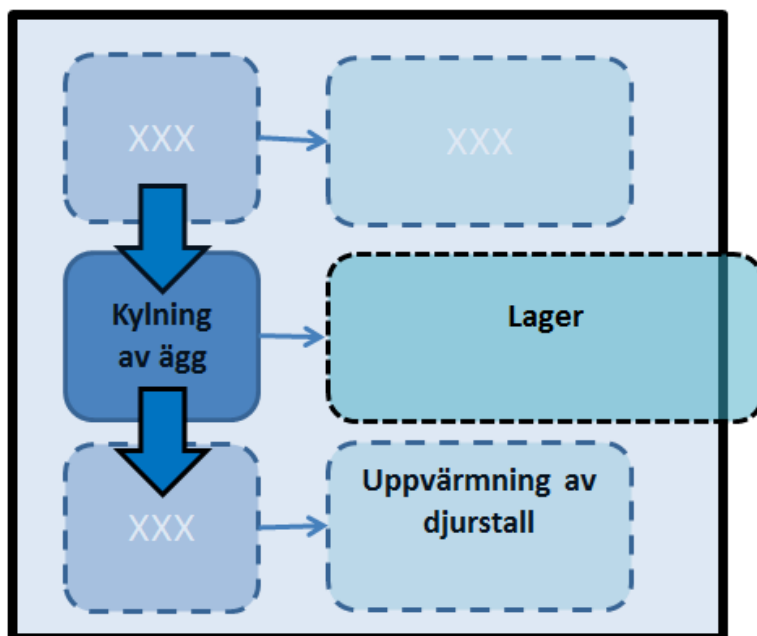 XXX
XXX
Kylning
av ägg
Lager
XXX
Uppvärmning av
djurstall